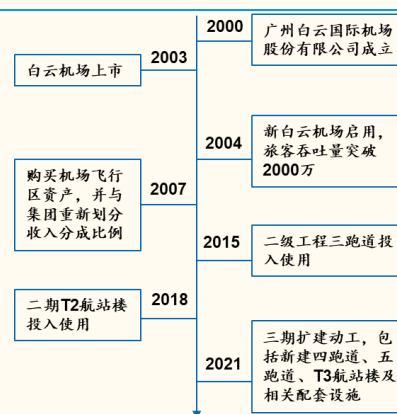 2000
广州白云国际机场
股份有限公司成立
2003
白云机场上市
2004
新白云机场启用，
旅客吞吐量突破
2000万
2007
购买机场飞行
区资产，并与
集团重新划分
收入分成比例
2015
二级工程三跑道投
入使用
2018
二期T2航站楼
投入使用
2021
三期扩建动工，包
括新建四跑道、五
跑道、T3航站楼及
相关配套设施